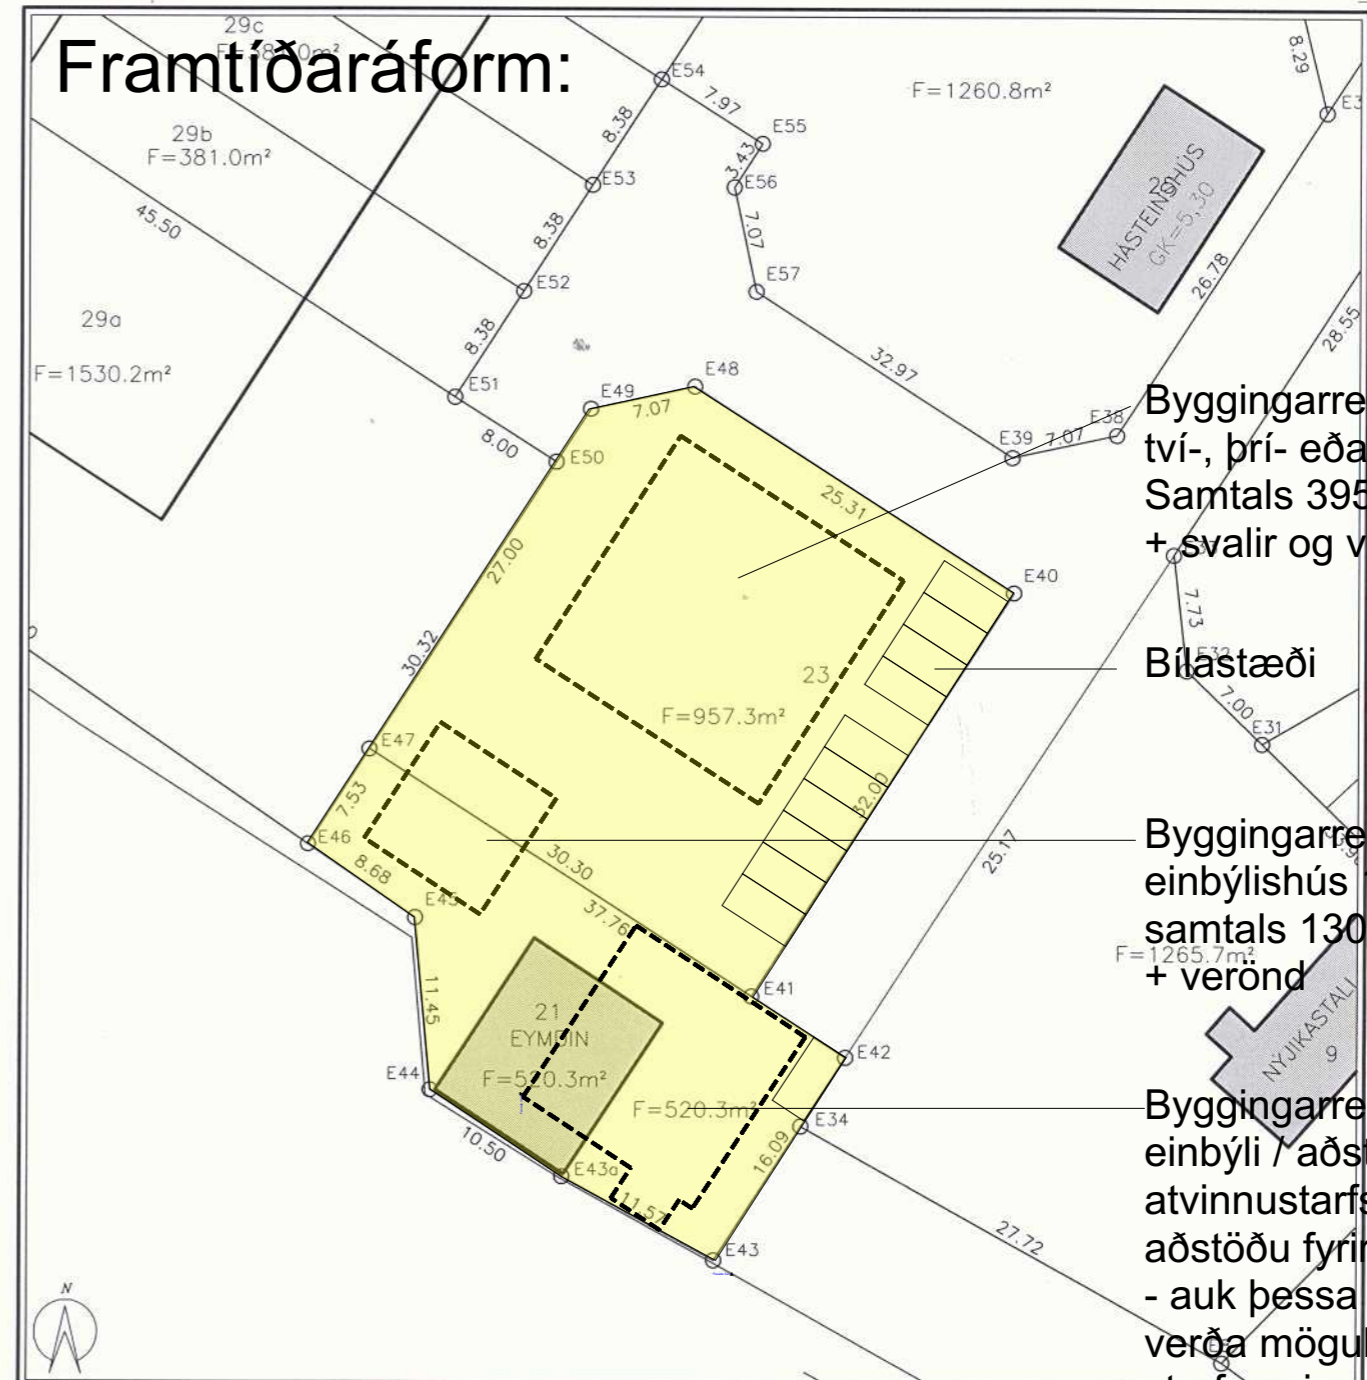 Framtíðaráform:
29c
29b
F=381.0m²
45.50
29a
F=1530.2m²
E54
7.97
E55
8.38
3.43
E53
E56
8.38
7.07
E52
E57
8.38
E51
8.00
E50
E49
7.07
E48
F=1260.8m²
HÁSTEINSHÚS
GK=5,30
8.29
26.78
28.55
32.97
E39
7.07
E38
25.31
E40
27.00
30.32
23
F=957.3m²
E47
7.53
E46
8.68
E45
30.30
37.76
32.00
25.17
7.73
E32
7.00
E31
F=1265.7m²
NÝJIKASTALI
9
11.45
21
F=520.3m²
F=520.3m²
E41
E42
E34
16.09
E44
10.50
E43a
11.57
E43
27.72
N
Byggingarre
tví-, þrí- eða
Samtals 395
+ svalir og v
Bílastæði
Byggingarre
einbýlishús
samtals 130
+ verönd
Byggingarre
einbýli / aðst
atvinnustarfs
aðstöðu fyrir
- auk þessa
verða mögul